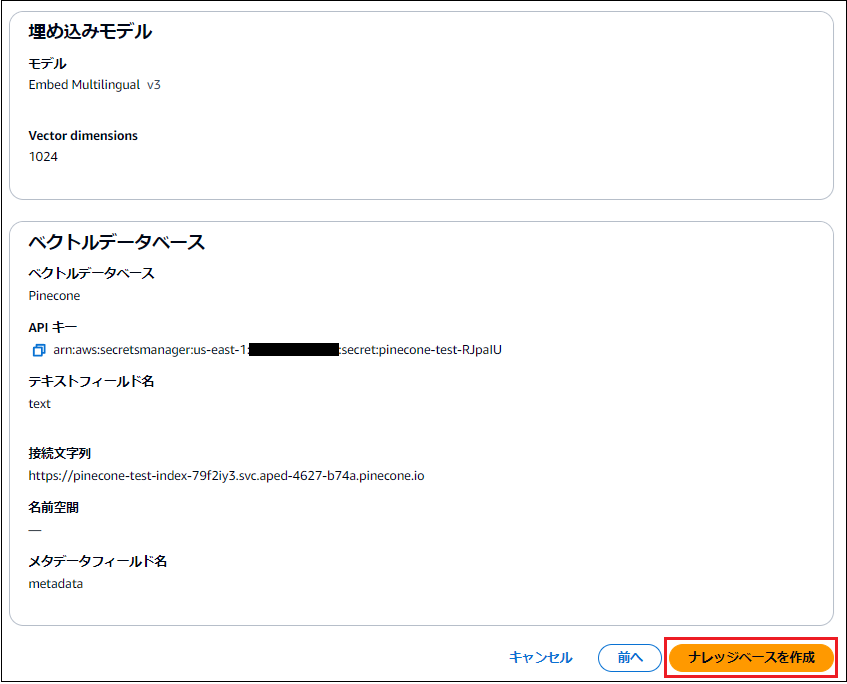 埋め込みモデル
モデル
Embed Multilingual v3
Vector dimensions
1024
ベクトルデータベース
ベクトルデータベース
Pinecone
API キー
arn:aws:secretsmanager:us-east-1::secret:pinecone-test-RJpaIU
テキストフィールド名
text
接続文字列
https://pinecone-test-index-79f2iy3.svc.aped-4627-b74a.pinecone.io
名前空間
—
メタデータフィールド名
metadata
キャンセル 前へ ナレッジベースを作成